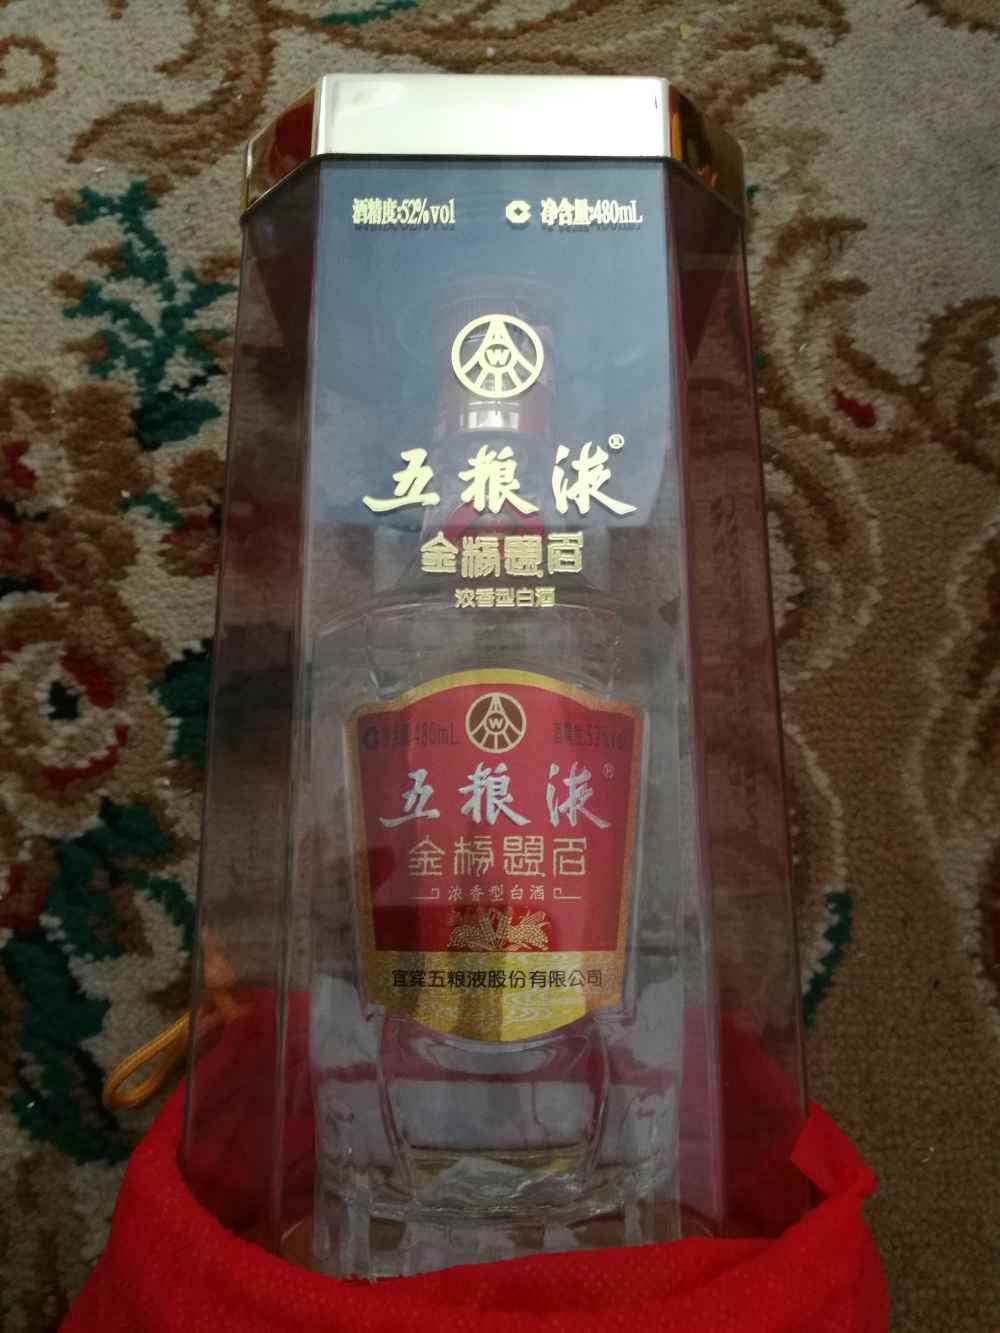 酒精度:52%vol C 净含量:480mL
W
五粮液®
金榜題名
浓香型白酒
C 净含量:480mL W 酒精度:52%vol
五粮液®
金榜題名
浓香型白酒
宜宾五粮液股份有限公司